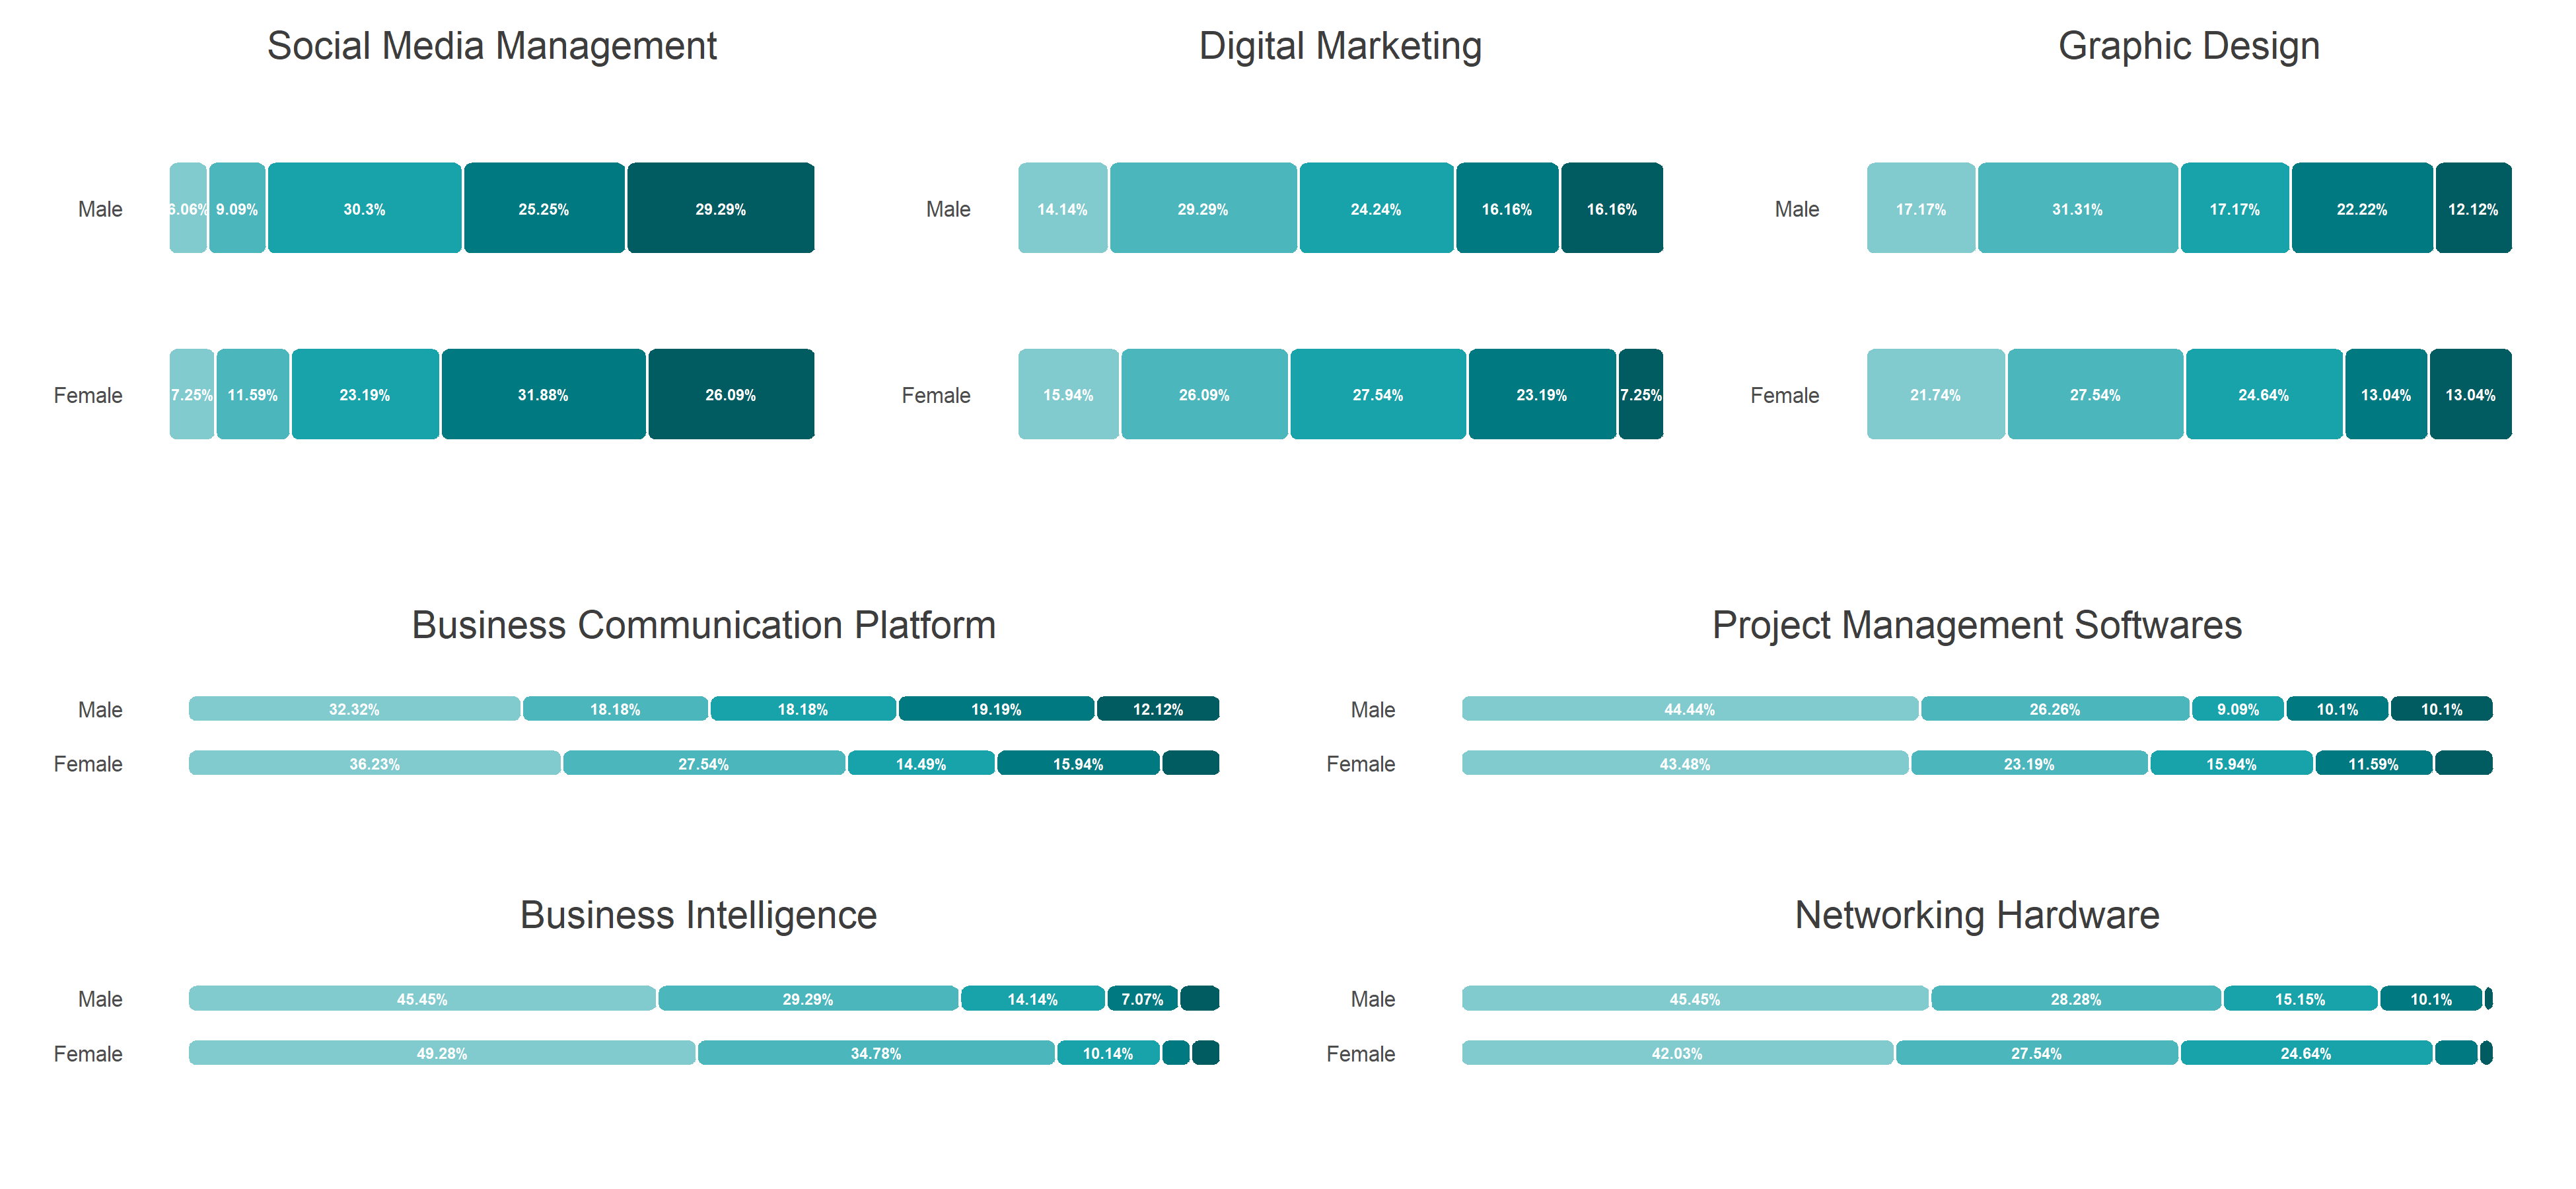 Social Media Management
Digital Marketing
Graphic Design
Male
6.06%
9.09%
30.3%
25.25%
29.29%
Male
14.14%
29.29%
24.24%
16.16%
16.16%
Male
17.17%
31.31%
17.17%
22.22%
12.12%
Female
7.25%
11.59%
23.19%
31.88%
26.09%
Female
15.94%
26.09%
27.54%
23.19%
7.25%
Female
21.74%
27.54%
24.64%
13.04%
13.04%
Business Communication Platform
Project Management Softwares
Male
32.32%
18.18%
18.18%
19.19%
12.12%
Male
44.44%
26.26%
9.09%
10.1%
10.1%
Female
36.23%
27.54%
14.49%
15.94%
Female
43.48%
23.19%
15.94%
11.59%
Business Intelligence
Networking Hardware
Male
45.45%
29.29%
14.14%
7.07%
Male
45.45%
28.28%
15.15%
10.1%
Female
49.28%
34.78%
10.14%
Female
42.03%
27.54%
24.64%